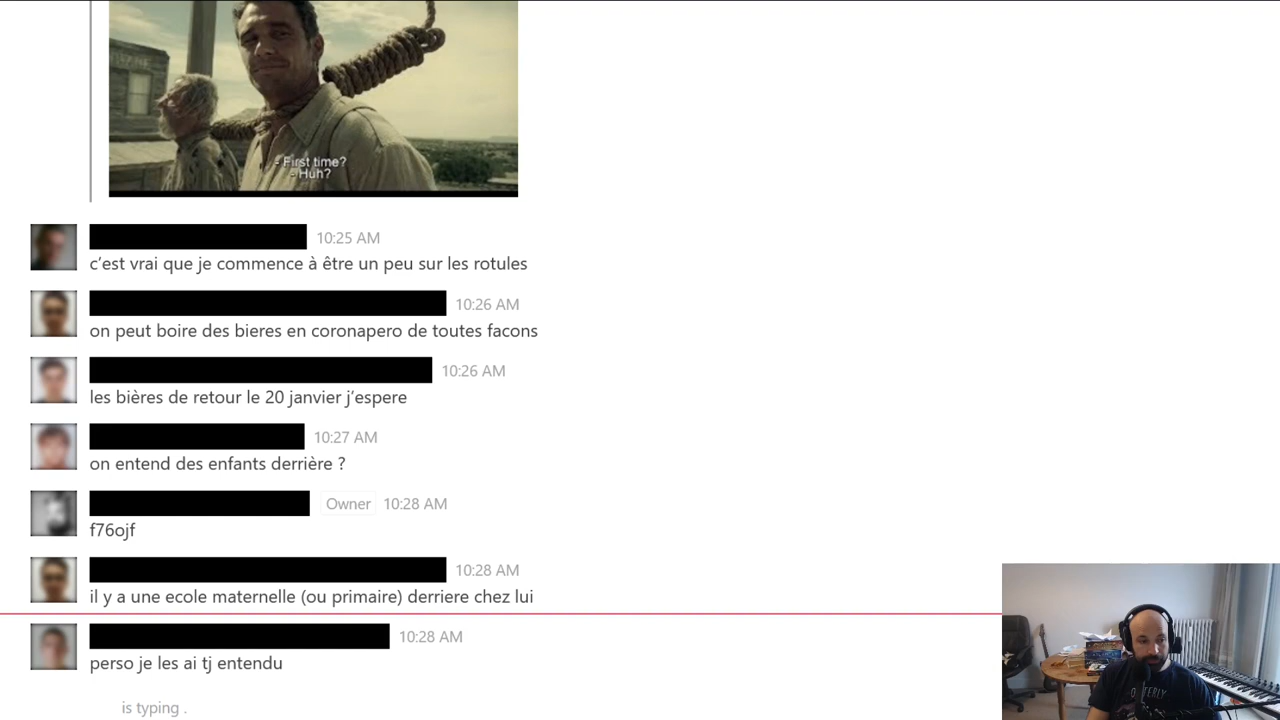 - First time?
- Huh?
10:25 AM
c'est vrai que je commence à être un peu sur les rotules
10:26 AM
on peut boire des bieres en coronapero de toutes facons
10:26 AM
les bières de retour le 20 janvier j'espere
10:27 AM
on entend des enfants derrière ?
Owner 10:28 AM
f76ojf
10:28 AM
il y a une ecole maternelle (ou primaire) derriere chez lui
10:28 AM
perso je les ai tj entendu
is typing .